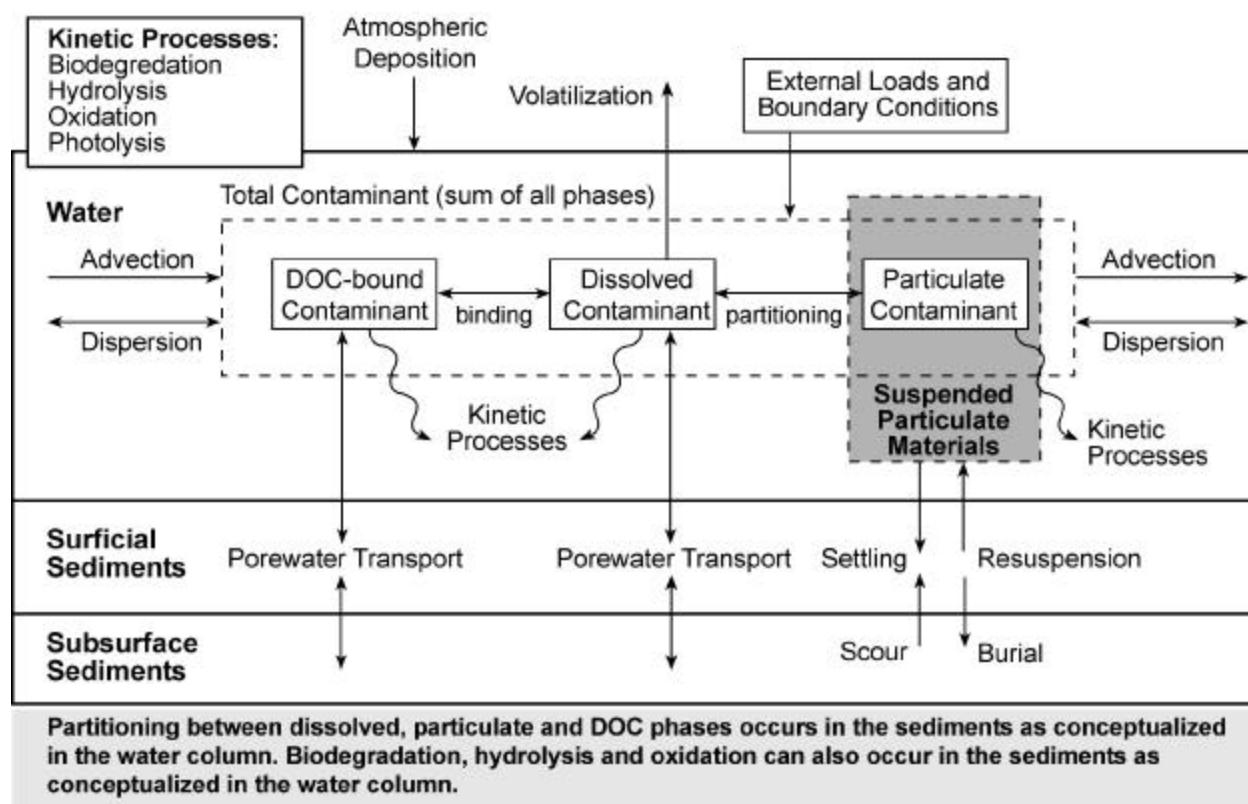 Kinetic Processes:
Biodegredation
Hydrolysis
Oxidation
Photolysis
Atmospheric
Deposition
Volatilization
External Loads and
Boundary Conditions
Total Contaminant (sum of all phases)
Water
Advection
Dispersion
DOC-bound
Contaminant
binding
Dissolved
Contaminant
partitioning
Particulate
Contaminant
Advection
Dispersion
Kinetic
Processes
Suspended
Particulate
Materials
Kinetic
Processes
Surficial
Sediments
Porewater Transport
Porewater Transport
Settling
Resuspension
Subsurface
Sediments
Scour
Burial
Partitioning between dissolved, particulate and DOC phases occurs in the sediments as conceptualized
in the water column. Biodegradation, hydrolysis and oxidation can also occur in the sediments as
conceptualized in the water column.